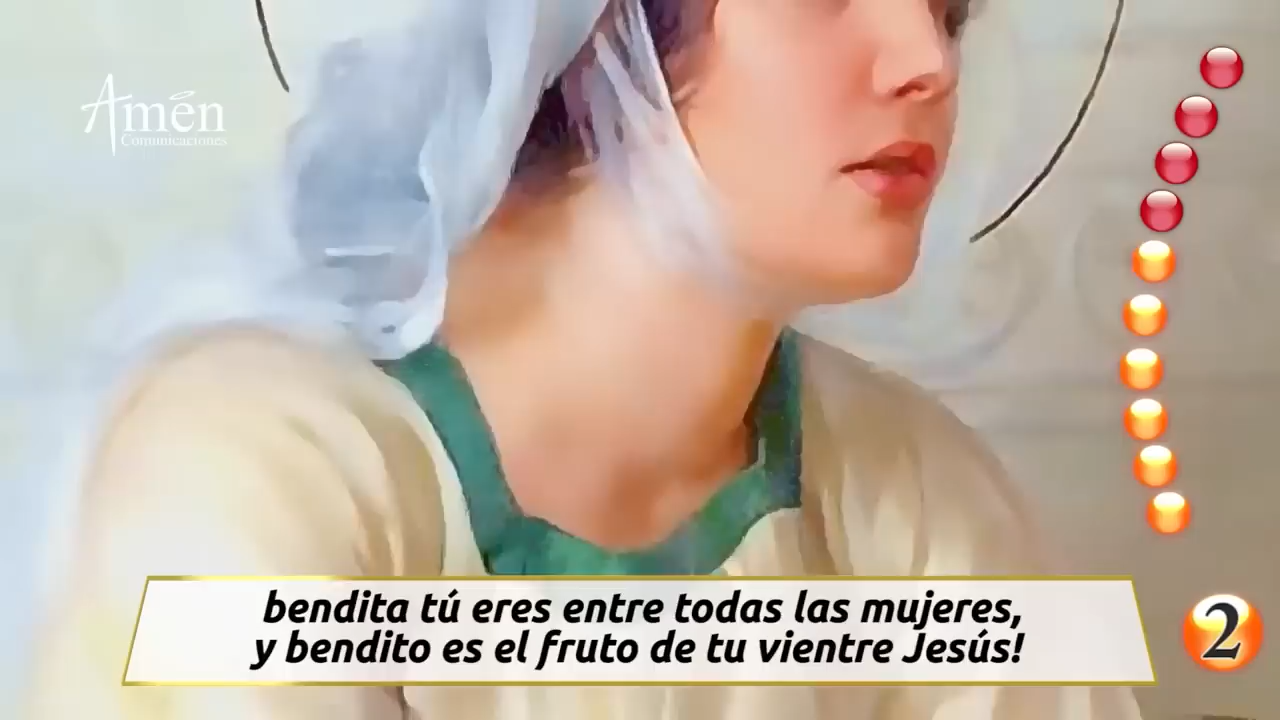 Amén
Comunicaciones
bendita tú eres entre todas las mujeres,
y bendito es el fruto de tu vientre Jesús!
2